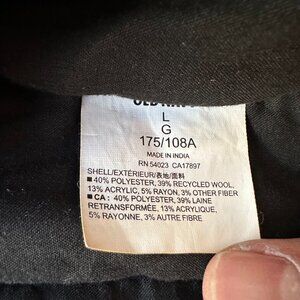 OLD NAVY
L
G
175/108A
MADE IN INDIA
RN 54023 CA17897
SHELL/EXTÉRIEUR/表地/面料
■ 40% POLYESTER, 39% RECYCLED WOOL,
13% ACRYLIC, 5% RAYON, 3% OTHER FIBER
■ CA: 40% POLYESTER, 39% LAINE
RETRANSFORMÉE, 13% ACRYLIQUE,
5% RAYONNE, 3% AUTRE FIBRE